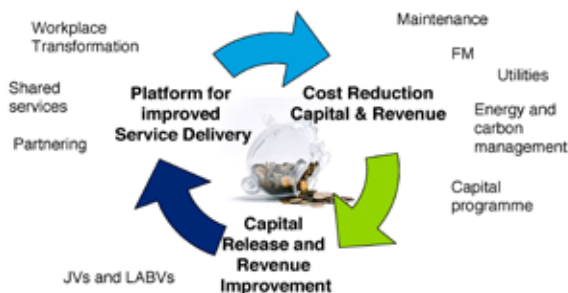 Workplace
Transformation
Shared
services
Partnering
Platform for
improved
Service Delivery
Cost Reduction
Capital & Revenue
Maintenance
FM
Utilities
Energy and
carbon
management
Capital
programme
Capital
Release and
Revenue
Improvement
JVs and LABVs